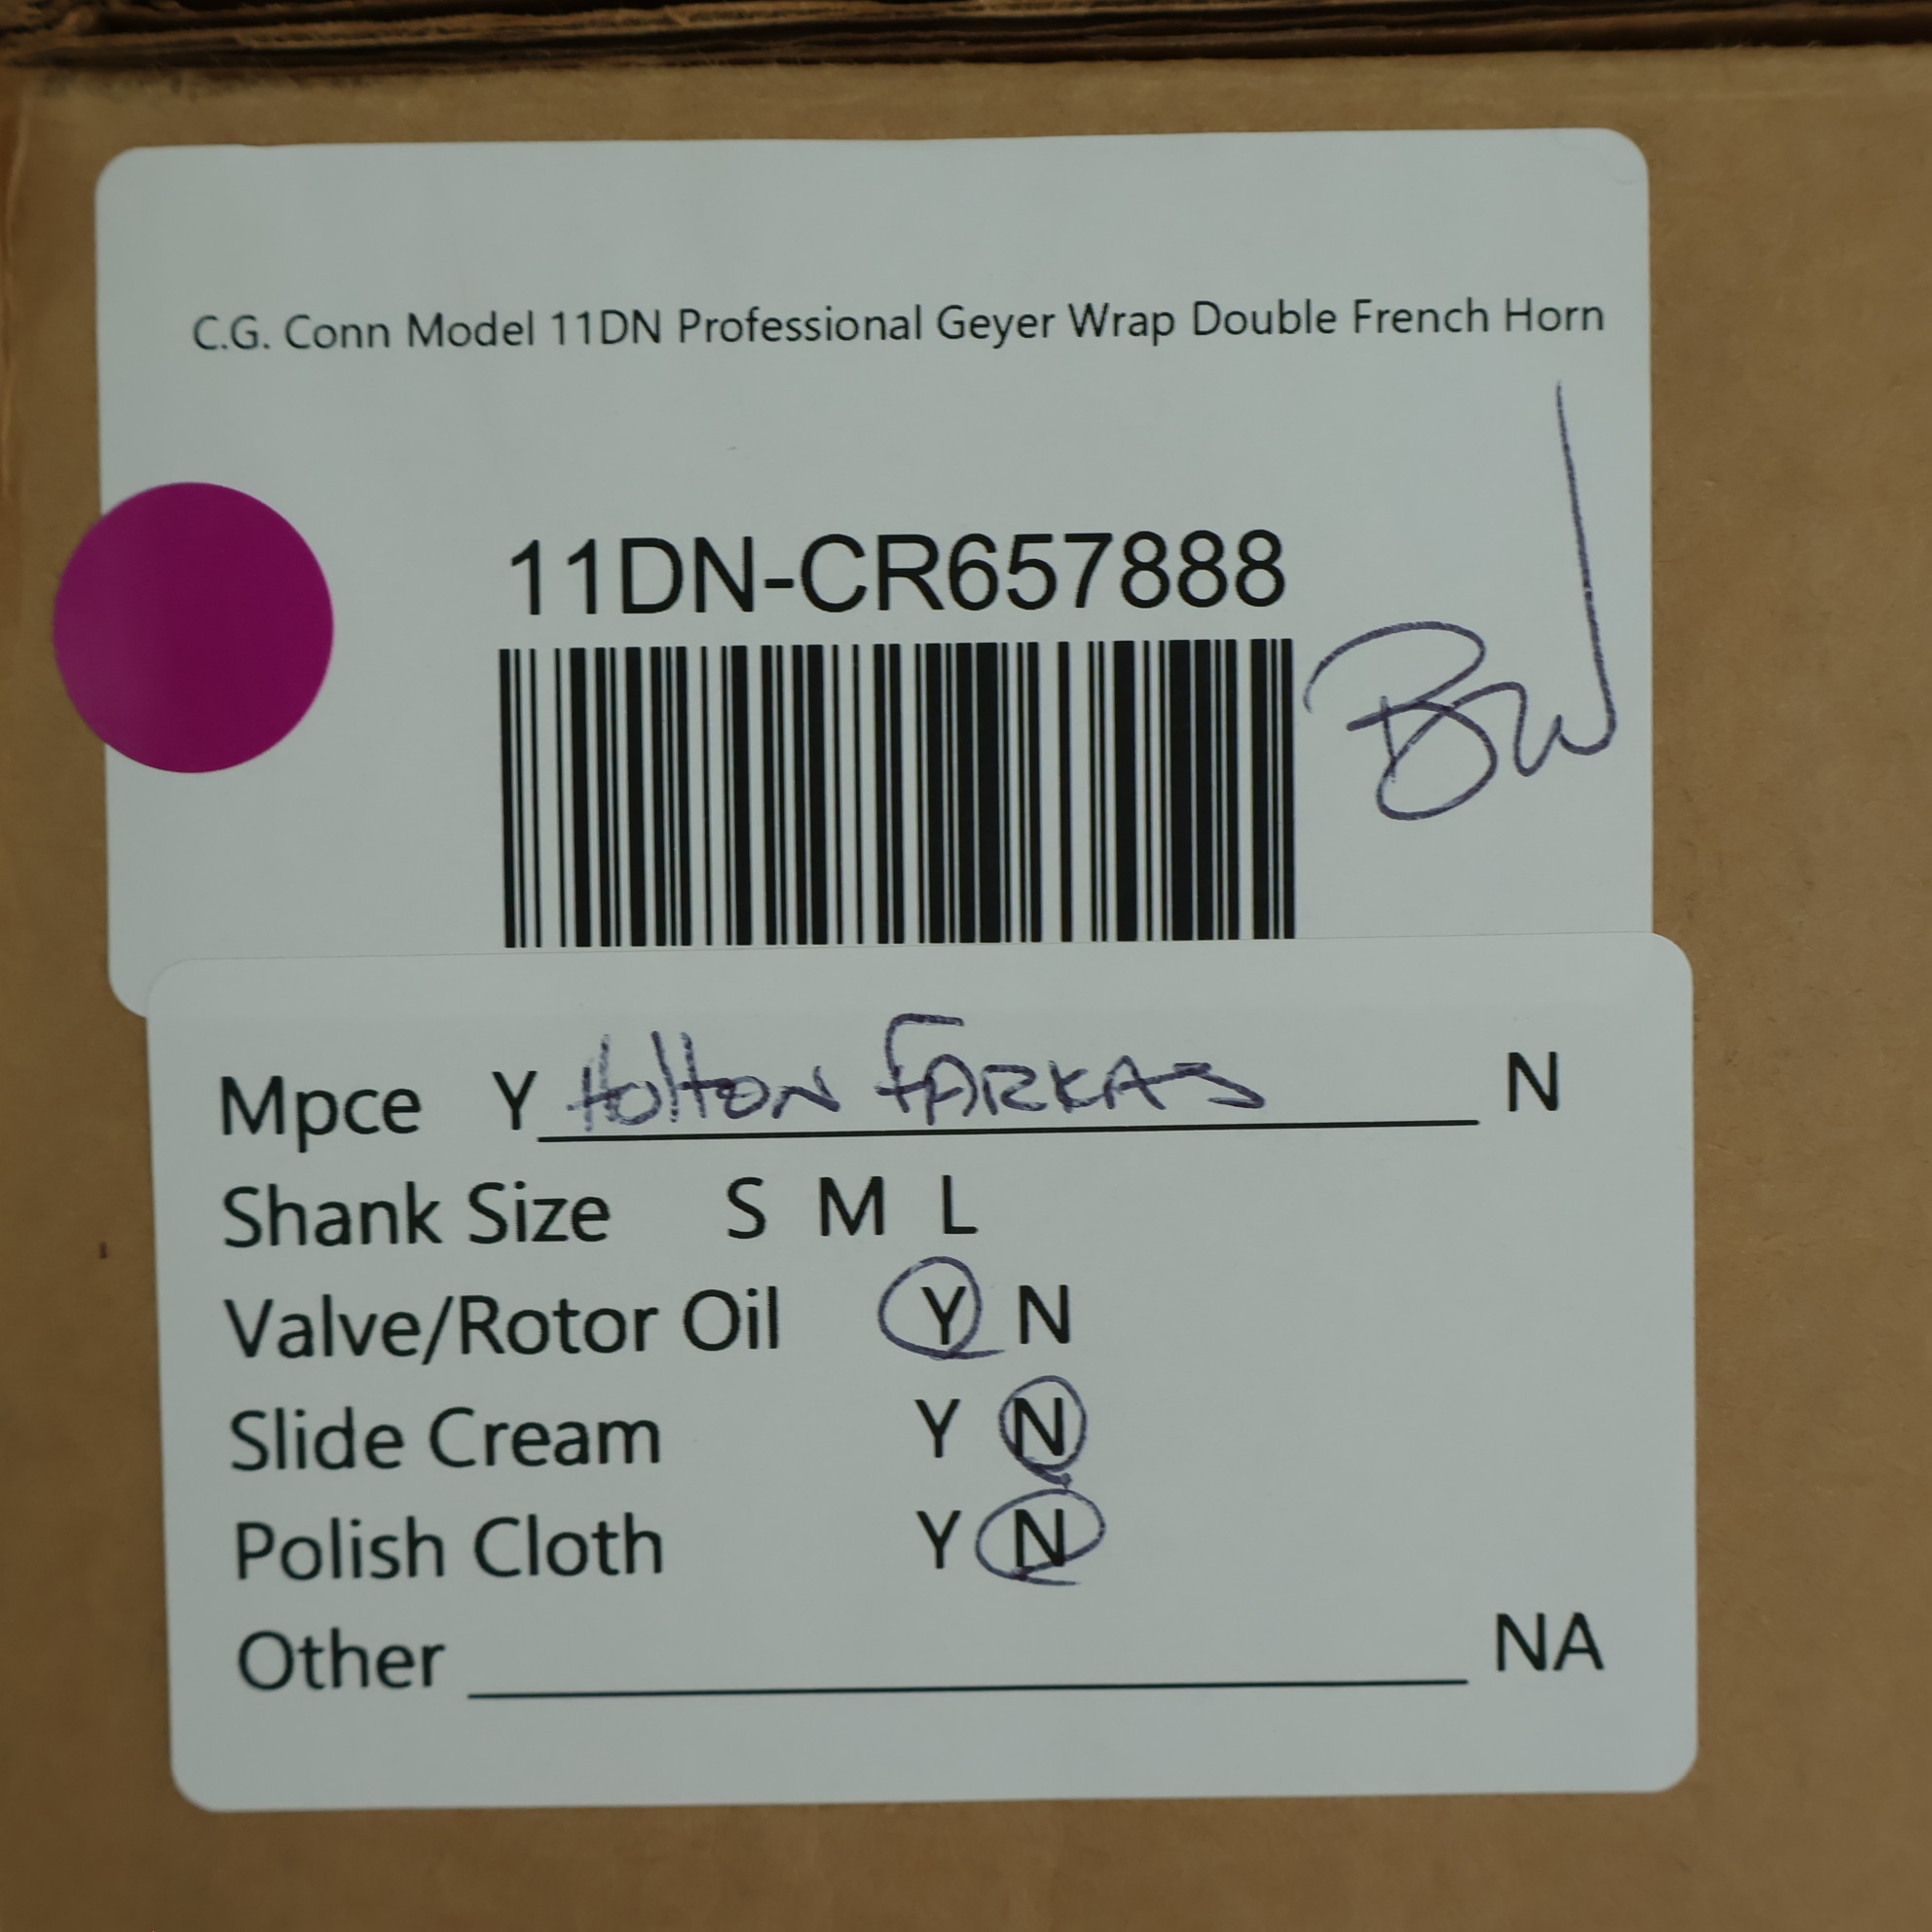 C.G. Conn Model 11DN Professional Geyer Wrap Double French Horn
11DN-CR657888
BW
Mpce Y Holton FARKAS N
Shank Size S M L
Valve/Rotor Oil Y N
Slide Cream Y N
Polish Cloth Y N
Other NA